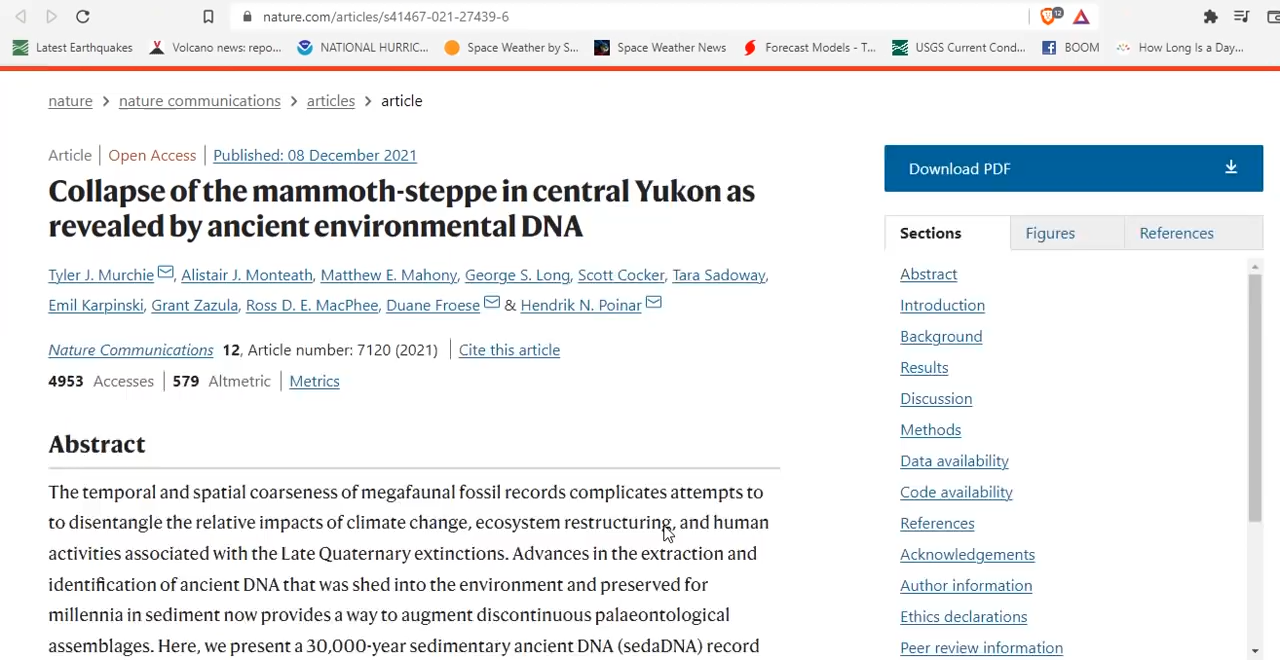 nature.com/articles/s41467-021-27439-6
12
Latest Earthquakes
Volcano news: repo...
NATIONAL HURRIC...
Space Weather by S...
Space Weather News
Forecast Models - T...
USGS Current Cond...
BOOM
How Long Is a Day...
nature > nature communications > articles > article
Article | Open Access | Published: 08 December 2021
Collapse of the mammoth-steppe in central Yukon as
revealed by ancient environmental DNA
Tyler J. Murchie, Alistair J. Monteath, Matthew E. Mahony, George S. Long, Scott Cocker, Tara Sadoway,
Emil Karpinski, Grant Zazula, Ross D. E. MacPhee, Duane Froese & Hendrik N. Poinar
Nature Communications 12, Article number: 7120 (2021) | Cite this article
4953 Accesses | 579 Altmetric | Metrics
Abstract
The temporal and spatial coarseness of megafaunal fossil records complicates attempts to
to disentangle the relative impacts of climate change, ecosystem restructuring, and human
activities associated with the Late Quaternary extinctions. Advances in the extraction and
identification of ancient DNA that was shed into the environment and preserved for
millennia in sediment now provides a way to augment discontinuous palaeontological
assemblages. Here, we present a 30,000-year sedimentary ancient DNA (sedaDNA) record
Download PDF
Sections
Figures
References
Abstract
Introduction
Background
Results
Discussion
Methods
Data availability
Code availability
References
Acknowledgements
Author information
Ethics declarations
Peer review information